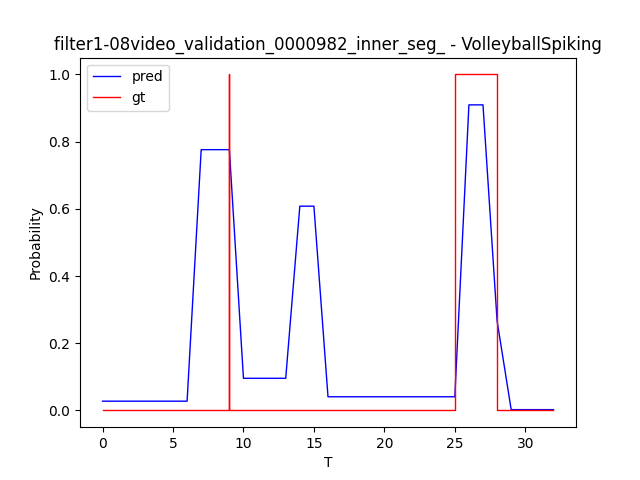 filter1-08video_validation_0000982_inner_seg_ - VolleyballSpiking
pred
gt
1.0
0.8
0.6
0.4
0.2
0.0
Probability
0 5 10 15 20 25 30
T